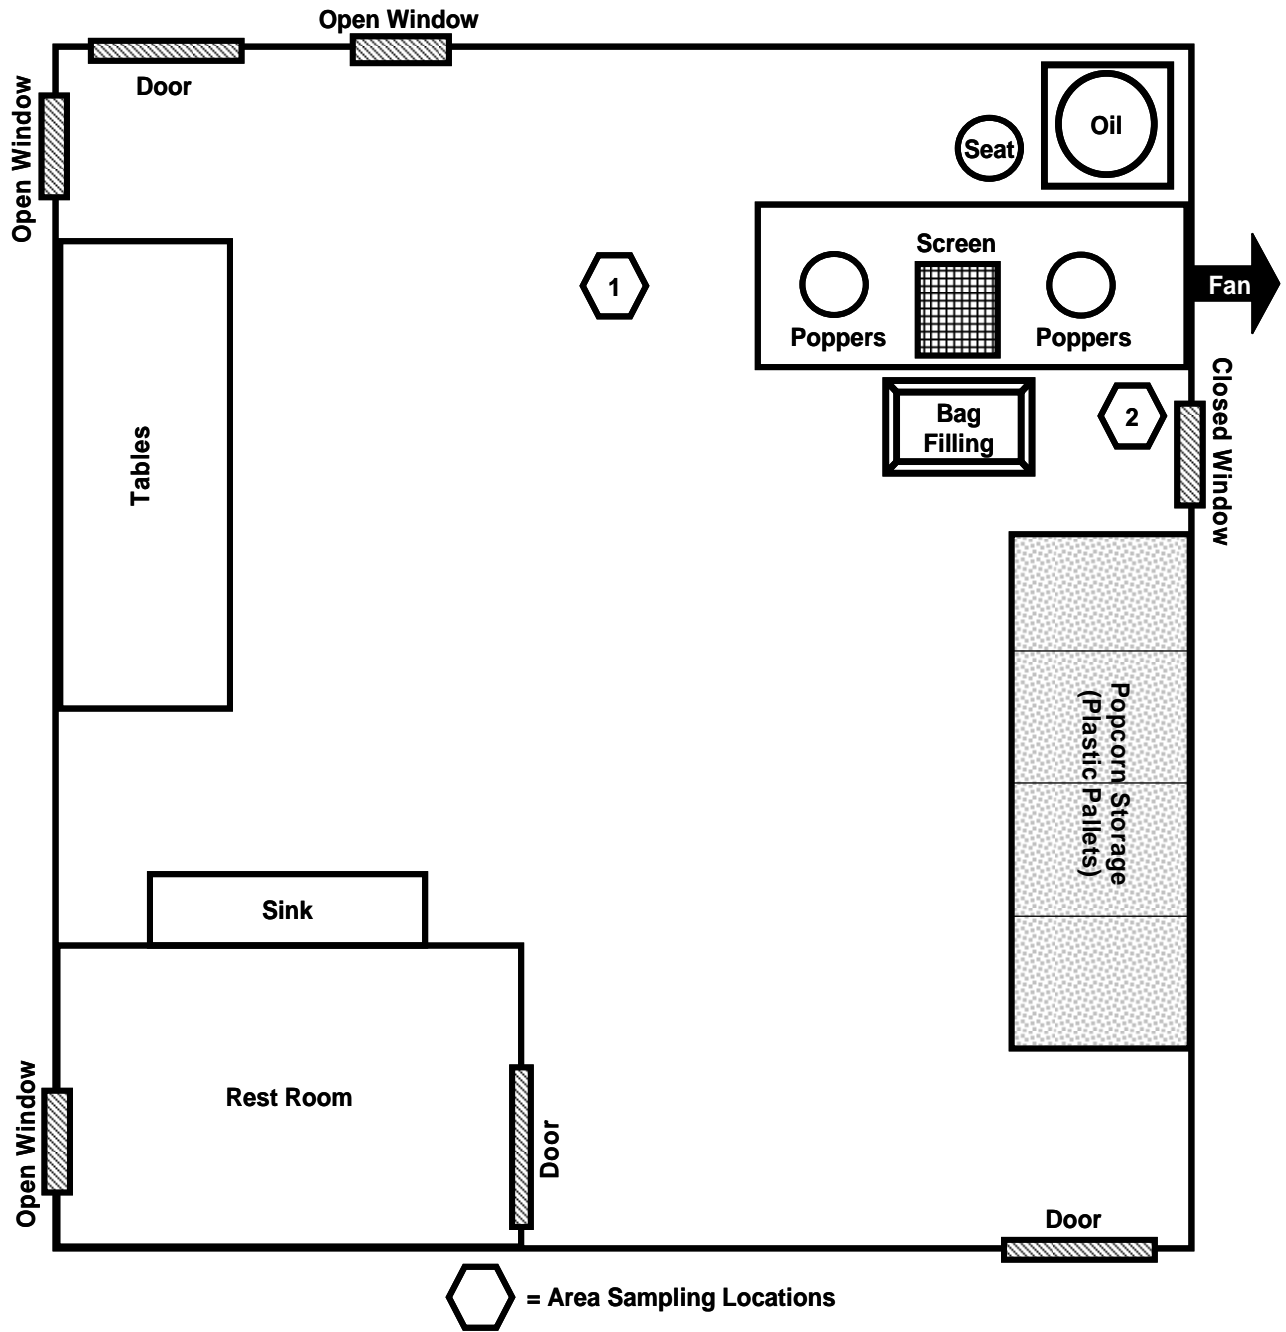 Open Window
Door
Open Window
Oil
Seat
Screen
1
Fan
Poppers
Poppers
Closed Window
2
Bag
Filling
Tables
Popcorn Storage
(Plastic Pallets)
Sink
Rest Room
Open Window
Door
Door
= Area Sampling Locations